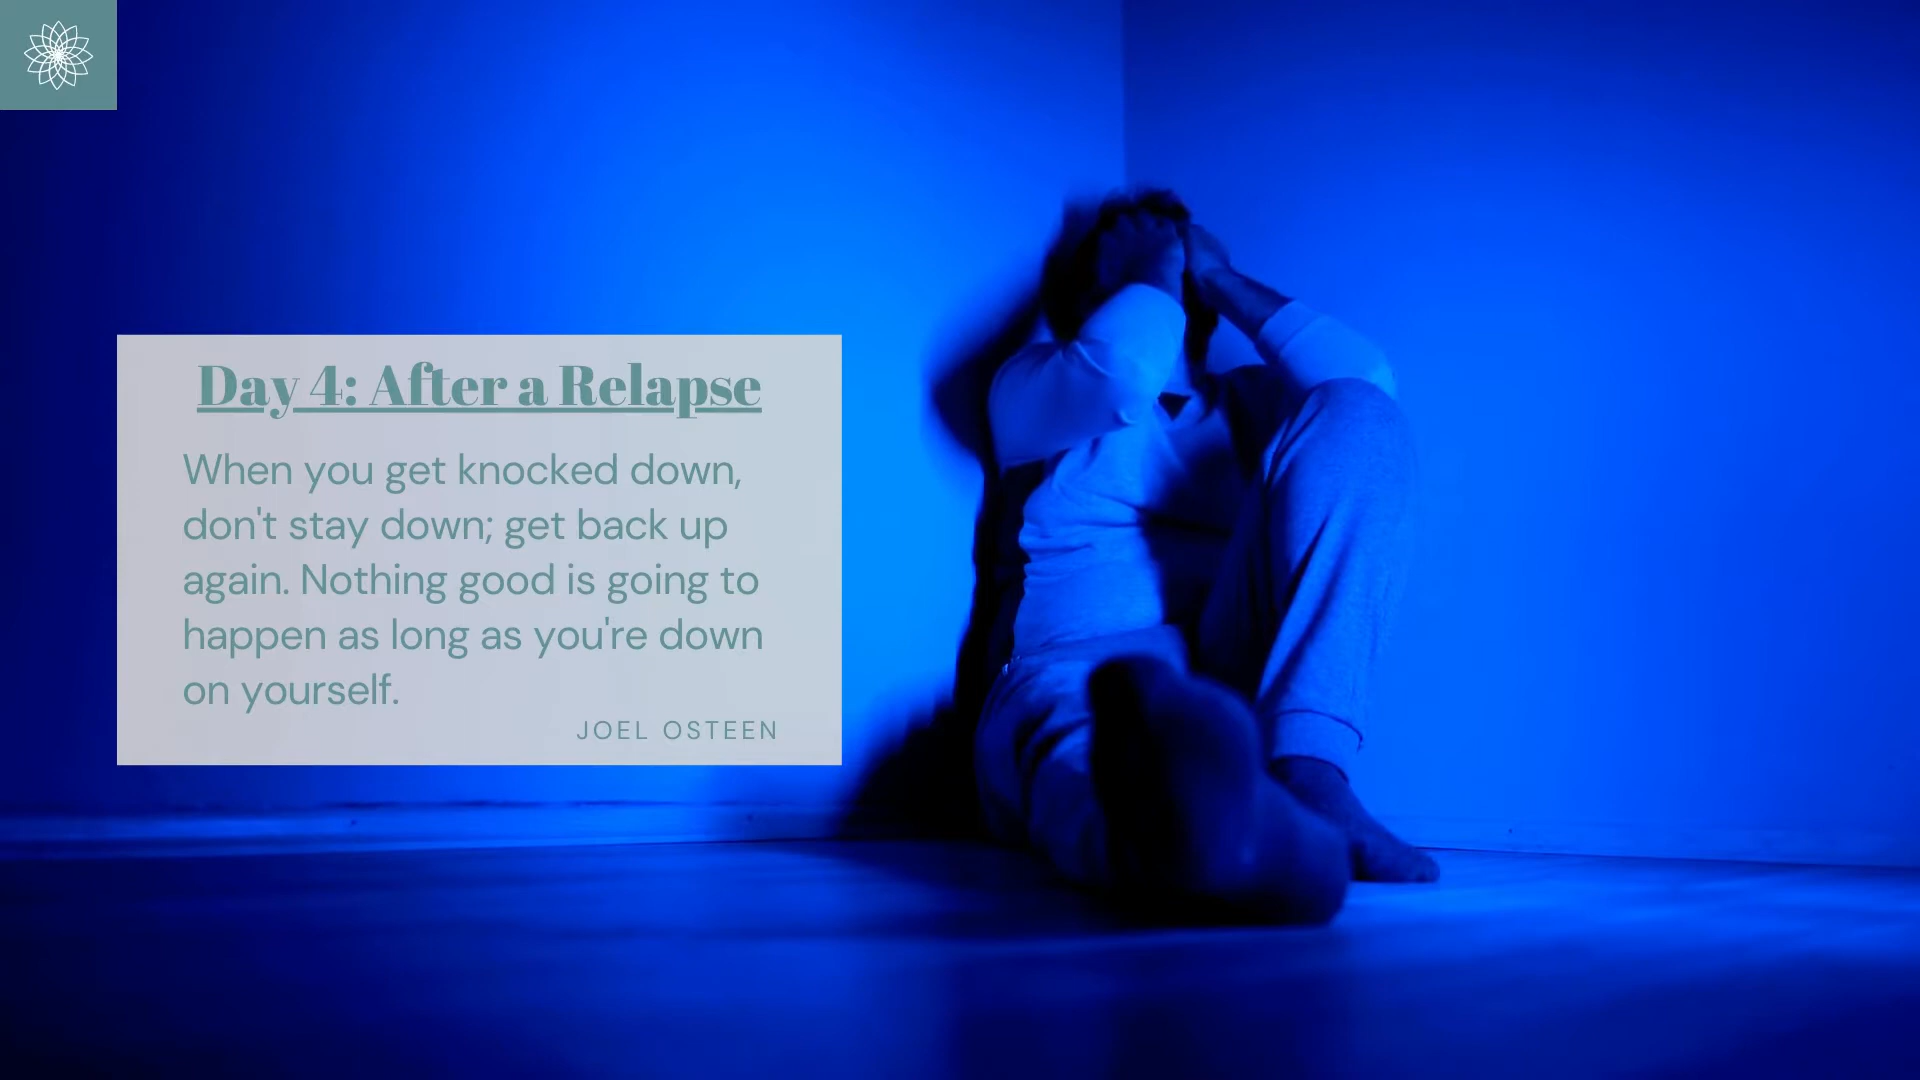 Day 4: After a Relapse
When you get knocked down,
don't stay down; get back up
again. Nothing good is going to
happen as long as you're down
on yourself.
JOEL OSTEEN